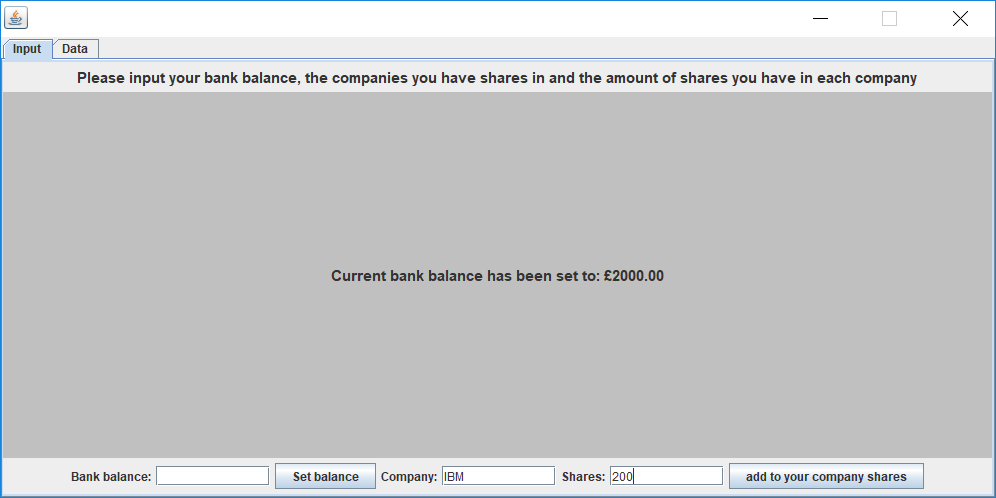 Input Data
Please input your bank balance, the companies you have shares in and the amount of shares you have in each company
Current bank balance has been set to: £2000.00
Bank balance: Set balance Company: IBM Shares: 200 add to your company shares